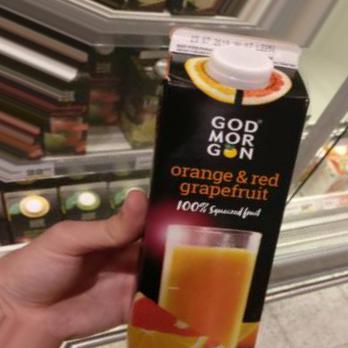 GOD
MOR
GON
orange & red
grapefruit
100% Squeezed fruit